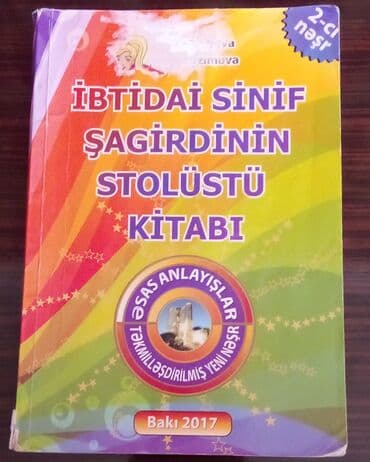 2-ci
nəşr
İBTİDAİ SİNİF
ŞAGİRDİNİN
STOLÜSTÜ
KİTABI
ƏSAS ANLAYIŞLAR
TƏKMİLLƏŞDİRİLMİŞ YENİ NƏŞR
Bakı 2017